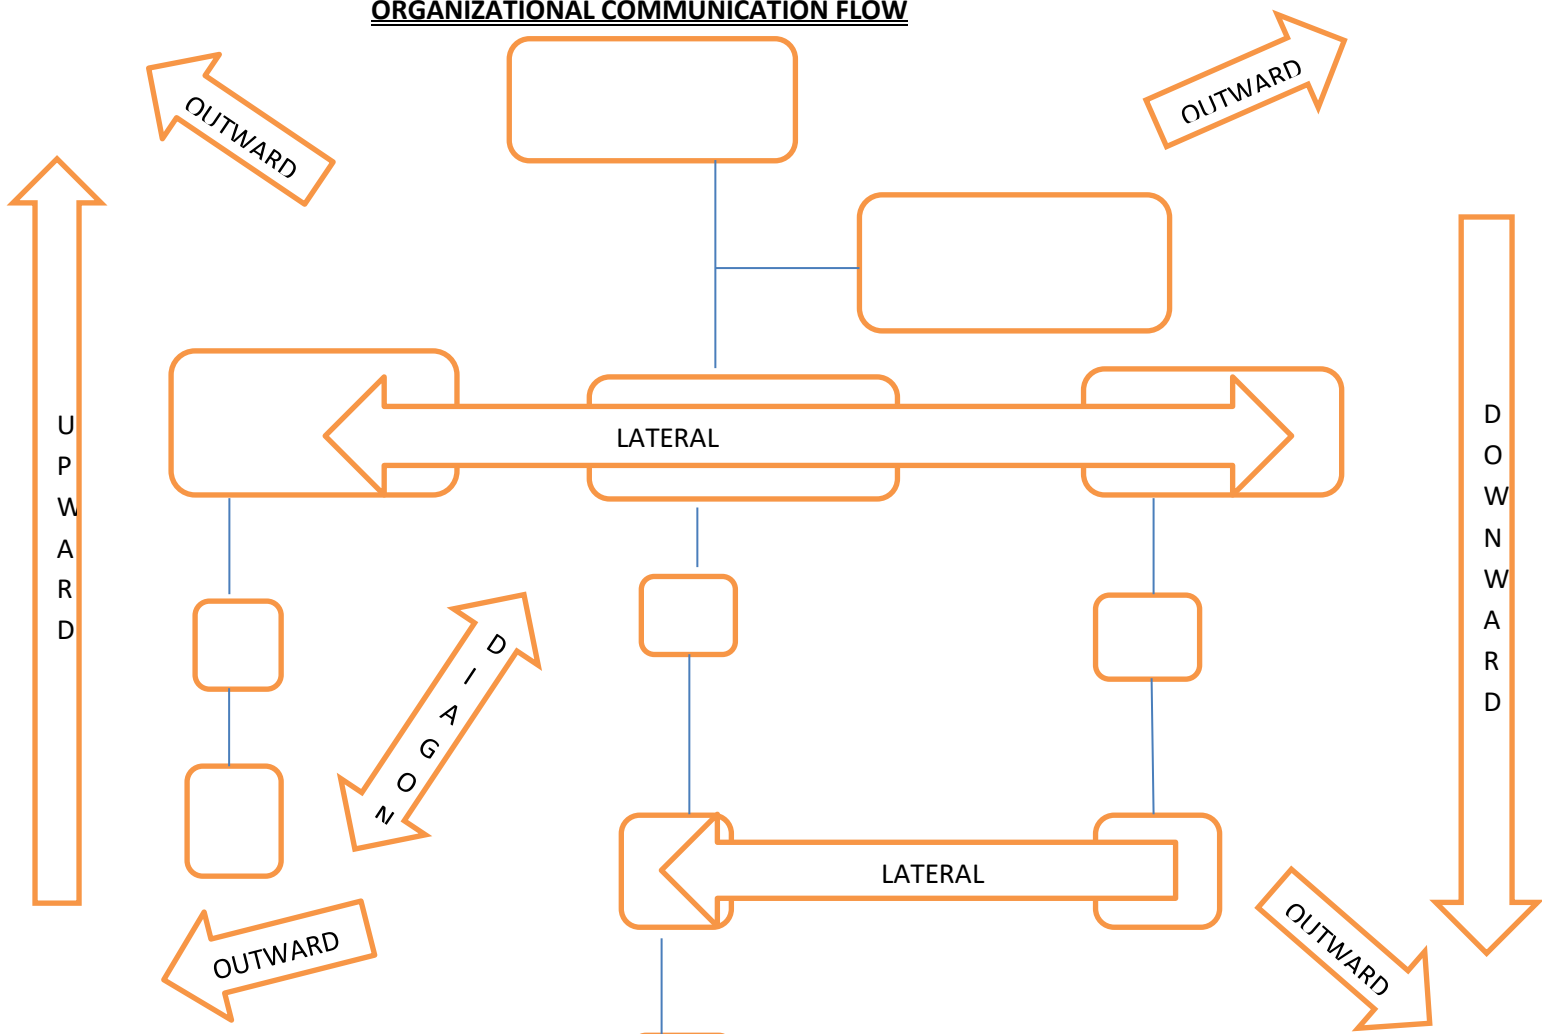 ORGANIZATIONAL COMMUNICATION FLOW
OUTWARD
OUTWARD
U
P
W
A
R
D
LATERAL
D
O
W
N
W
A
R
D
D
I
A
G
O
N
LATERAL
OUTWARD
OUTWARD